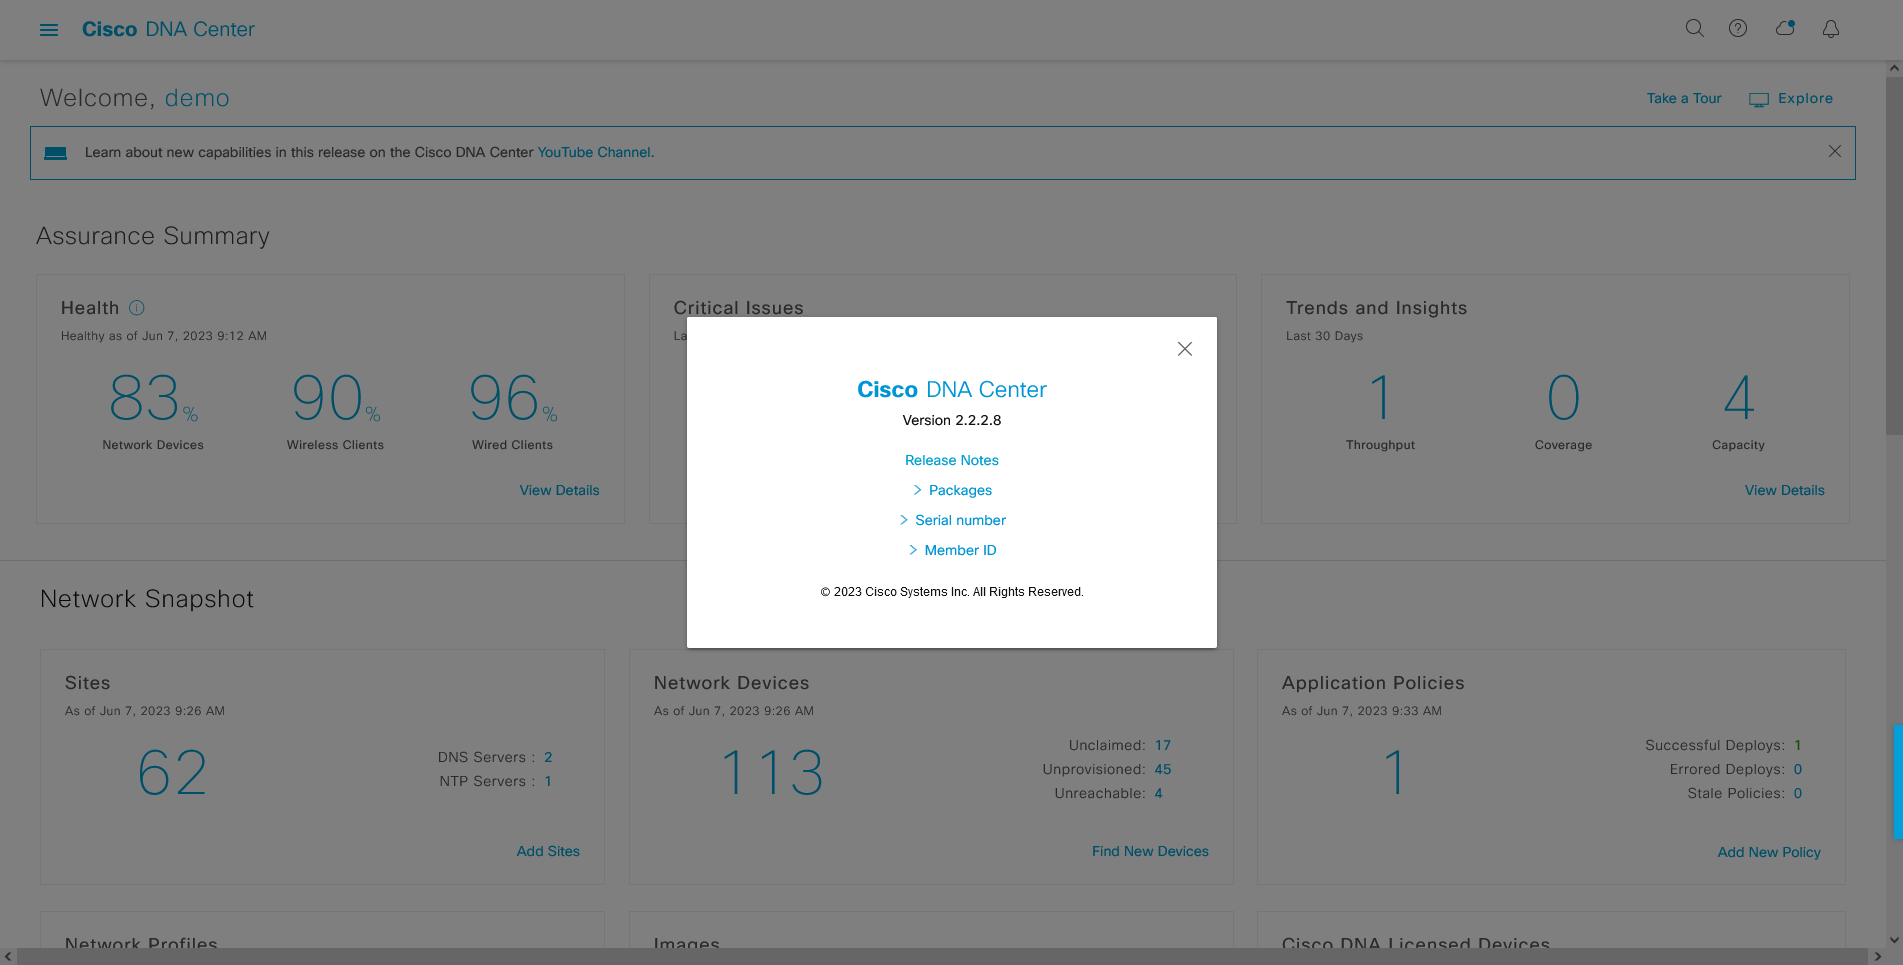 Cisco DNA Center
Welcome, demo
Take a Tour
Explore
Learn about new capabilities in this release on the Cisco DNA Center YouTube Channel.
Assurance Summary
Health
Healthy as of Jun 7, 2023 9:12 AM
83%
Network Devices
90%
Wireless Clients
96%
Wired Clients
View Details
Critical Issues
La
Trends and Insights
Last 30 Days
1
Throughput
0
Coverage
4
Capacity
View Details
Cisco DNA Center
Version 2.2.2.8
Release Notes
> Packages
> Serial number
> Member ID
© 2023 Cisco Systems Inc. All Rights Reserved.
Network Snapshot
Sites
As of Jun 7, 2023 9:26 AM
62
DNS Servers : 2
NTP Servers : 1
Add Sites
Network Devices
As of Jun 7, 2023 9:26 AM
113
Unclaimed: 17
Unprovisioned: 45
Unreachable: 4
Find New Devices
Application Policies
As of Jun 7, 2023 9:33 AM
1
Successful Deploys: 1
Errored Deploys: 0
Stale Policies: 0
Add New Policy
Network Profiles
Images
Cisco DNA Licensed Devices